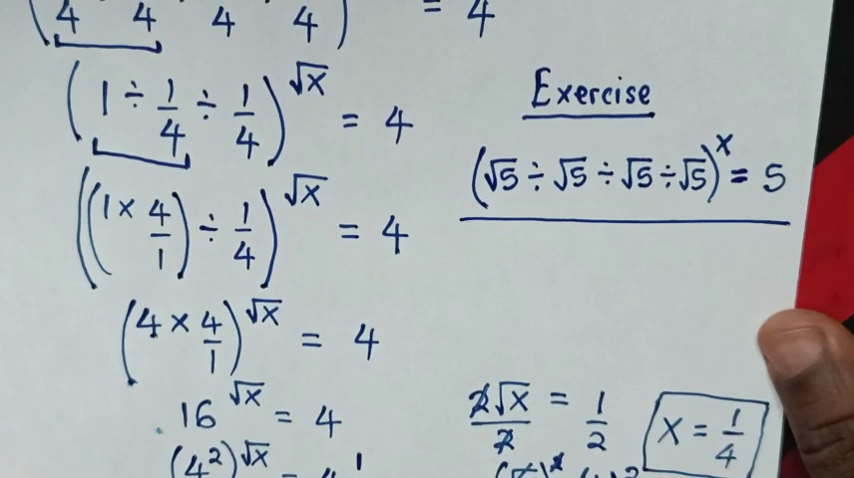 (4 4 4 4) = 4
(1 ÷ 1/4 ÷ 1/4)^√x = 4
((1 × 4/1) ÷ 1/4)^√x = 4
(4 × 4/1)^√x = 4
16^√x = 4
(4²)^√x = 4¹
Exercise
(√5 ÷ √5 ÷ √5 ÷ √5)^x = 5
2√x/2 = 1/2
x = 1/4